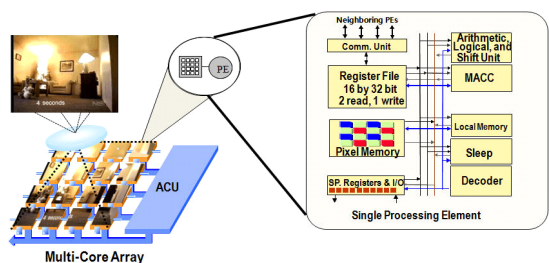 4 seconds
PE
ACU
4 seconds
Multi-Core Array
Neighboring PEs
Comm. Unit
Register File
16 by 32 bit
2 read, 1 write
Pixel Memory
SP, Registers & I/O
Arithmetic,
Logical, and
Shift Unit
MACC
Local Memory
Sleep
Decoder
Single Processing Element